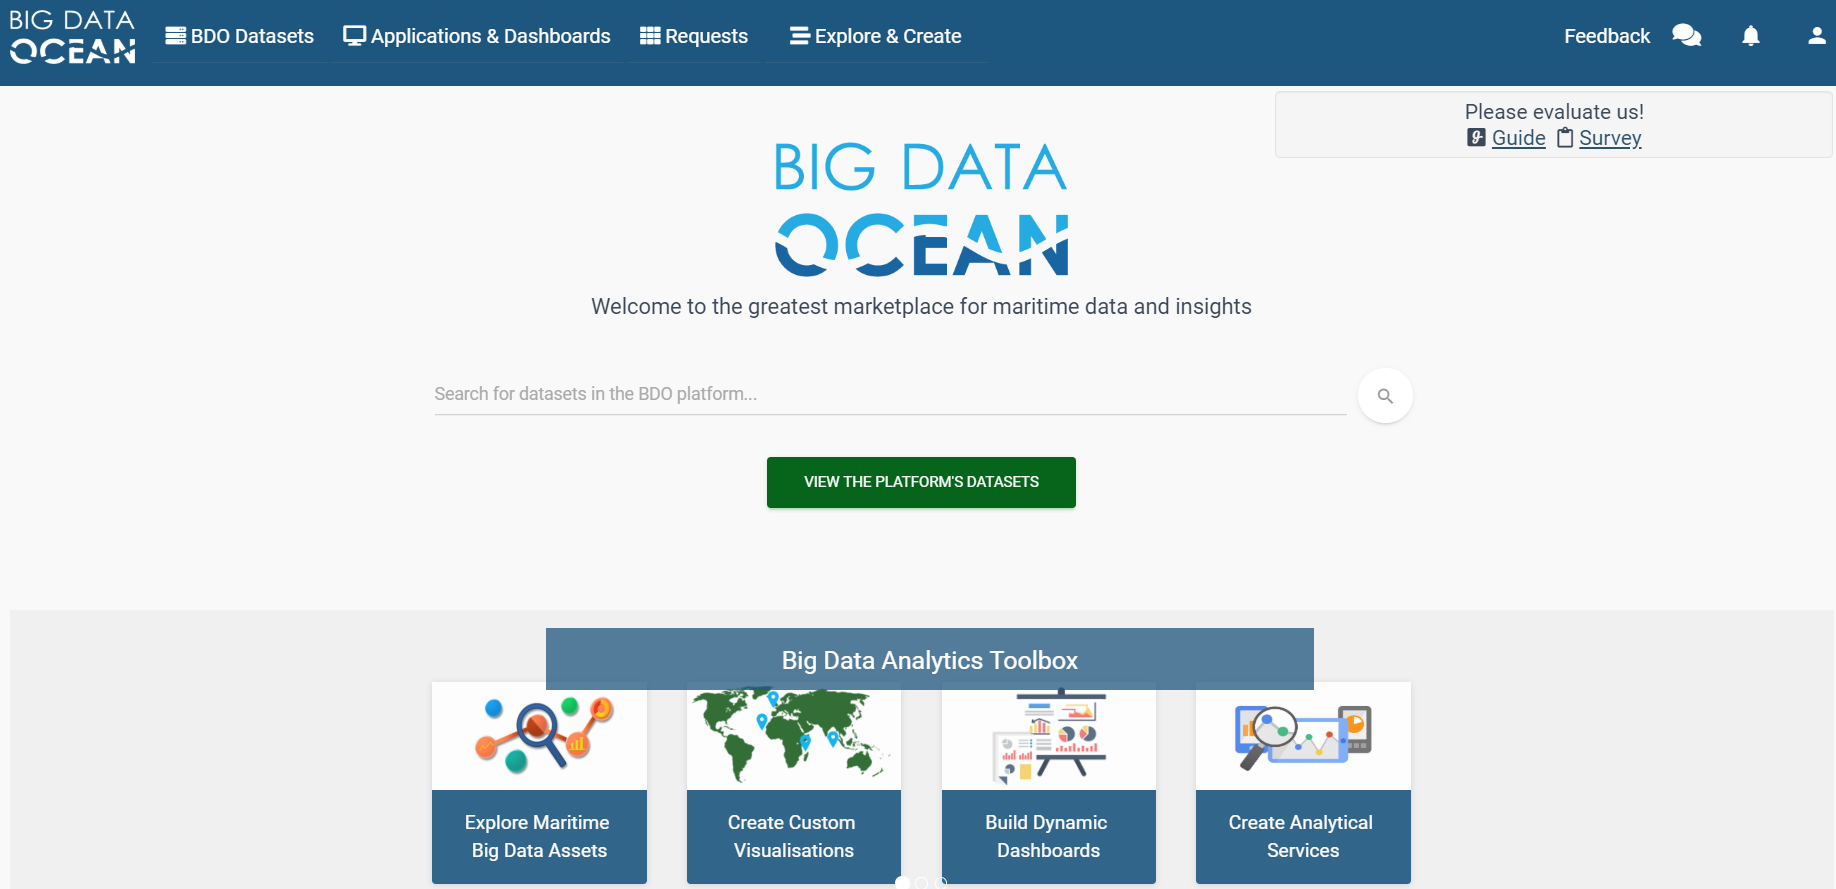 BIG DATA
OCEAN
BDO Datasets
Applications & Dashboards
Requests
Explore & Create
Feedback
Please evaluate us!
Guide Survey
BIG DATA
OCEAN
Welcome to the greatest marketplace for maritime data and insights
Search for datasets in the BDO platform...
VIEW THE PLATFORM'S DATASETS
Big Data Analytics Toolbox
Explore Maritime
Big Data Assets
Create Custom
Visualisations
Build Dynamic
Dashboards
Create Analytical
Services